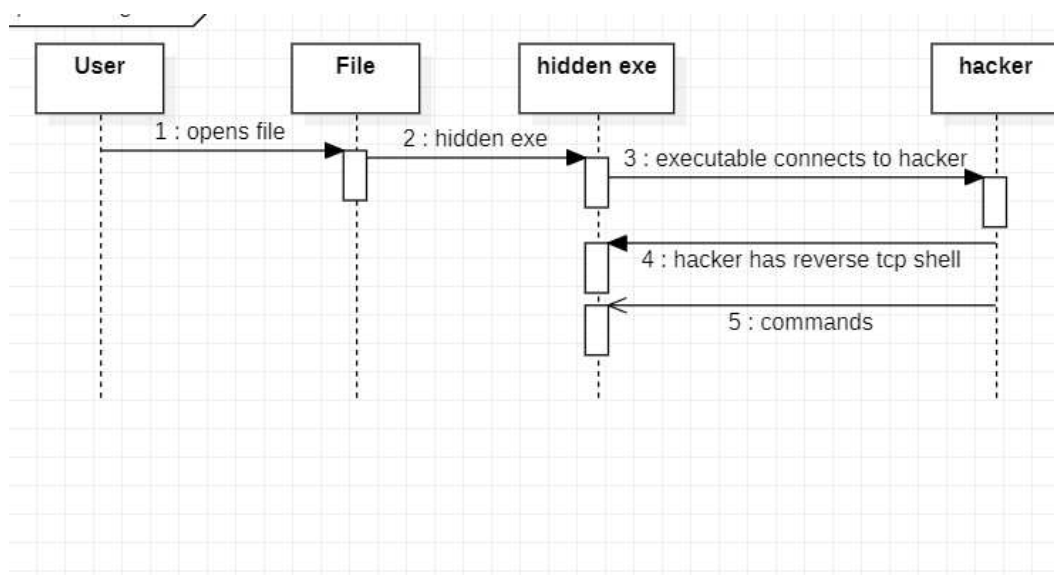 User
File
hidden exe
hacker
1 : opens file
2 : hidden exe
3 : executable connects to hacker
4 : hacker has reverse tcp shell
5 : commands